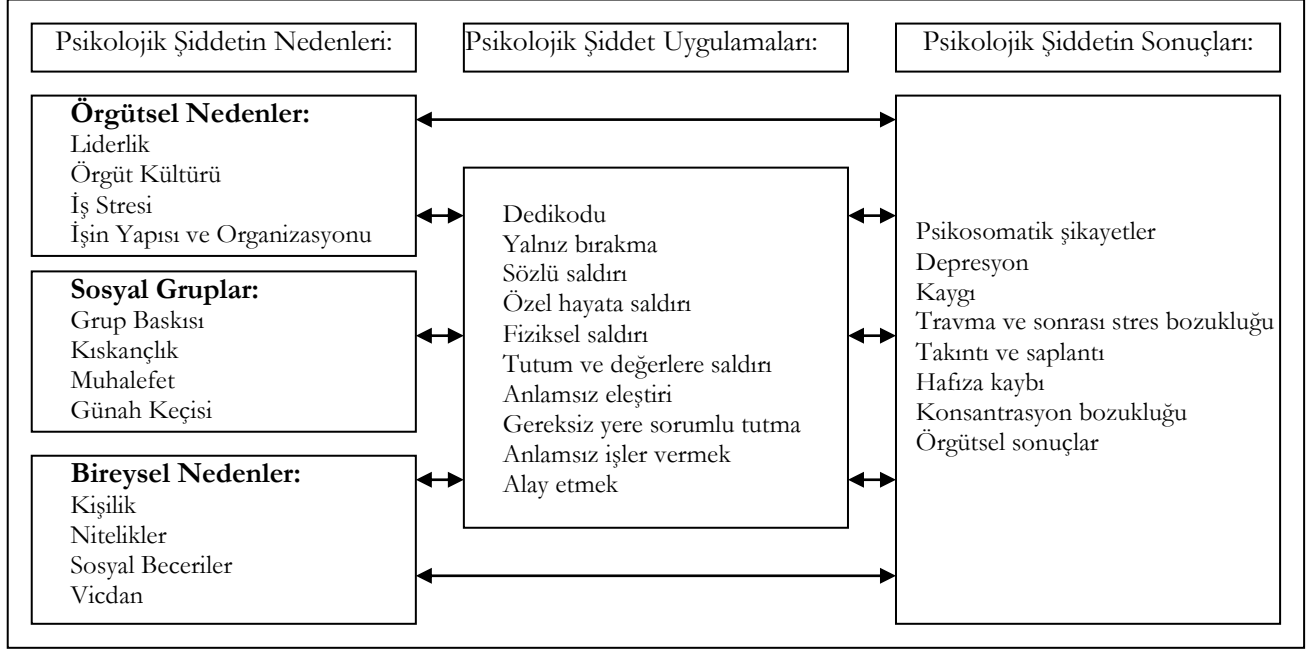 Psikolojik Şiddetin Nedenleri:
Psikolojik Şiddet Uygulamaları:
Psikolojik Şiddetin Sonuçları:
Örgütsel Nedenler:
Liderlik
Örgüt Kültürü
İş Stresi
İşin Yapısı ve Organizasyonu
Sosyal Gruplar:
Grup Baskısı
Kıskançlık
Muhalefet
Günah Keçisi
Bireysel Nedenler:
Kişilik
Nitelikler
Sosyal Beceriler
Vicdan
Dedikodu
Yalnız bırakma
Sözlü saldırı
Özel hayata saldırı
Fiziksel saldırı
Tutum ve değerlere saldırı
Anlamsız eleştiri
Gereksiz yere sorumlu tutma
Anlamsız işler vermek
Alay etmek
Psikosomatik şikayetler
Depresyon
Kaygı
Travma ve sonrası stres bozukluğu
Takıntı ve saplantı
Hafıza kaybı
Konsantrasyon bozukluğu
Örgütsel sonuçlar